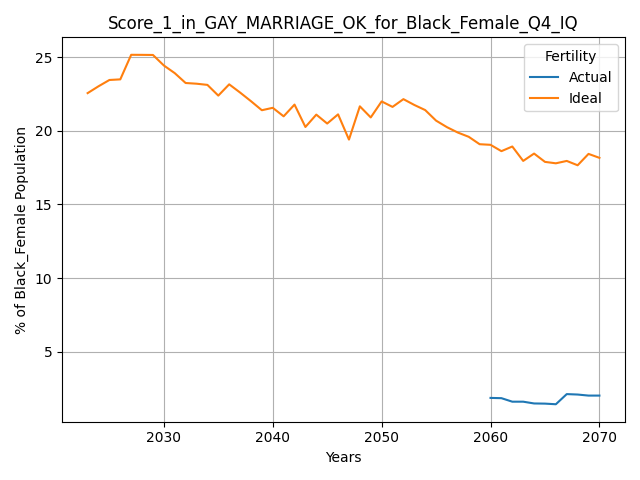 Score_1_in_GAY_MARRIAGE_OK_for_Black_Female_Q4_IQ
Fertility
Actual
Ideal
% of Black_Female Population
25
20
15
10
5
2030 2040 2050 2060 2070
Years